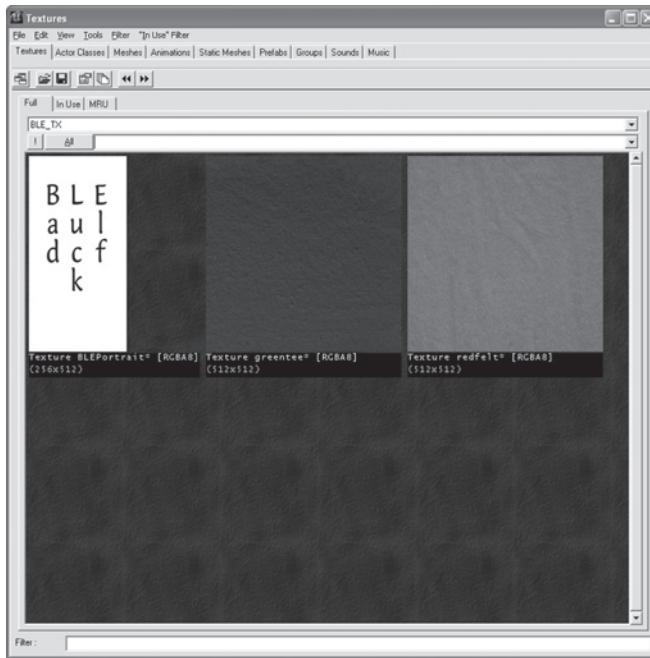 Textures
File Edit View Tools Filter "In Use" Filter
Textures Actor Classes Meshes Animations Static Meshes Prefabs Groups Sounds Music
Full In Use MRU
BLE_TX
! All
B L E
a u l
d c f
k
Texture BLEPortrait* [RGBA8] Texture greentee* [RGBA8] Texture redfelt* [RGBA8]
(256x512) (512x512) (512x512)
Filter :